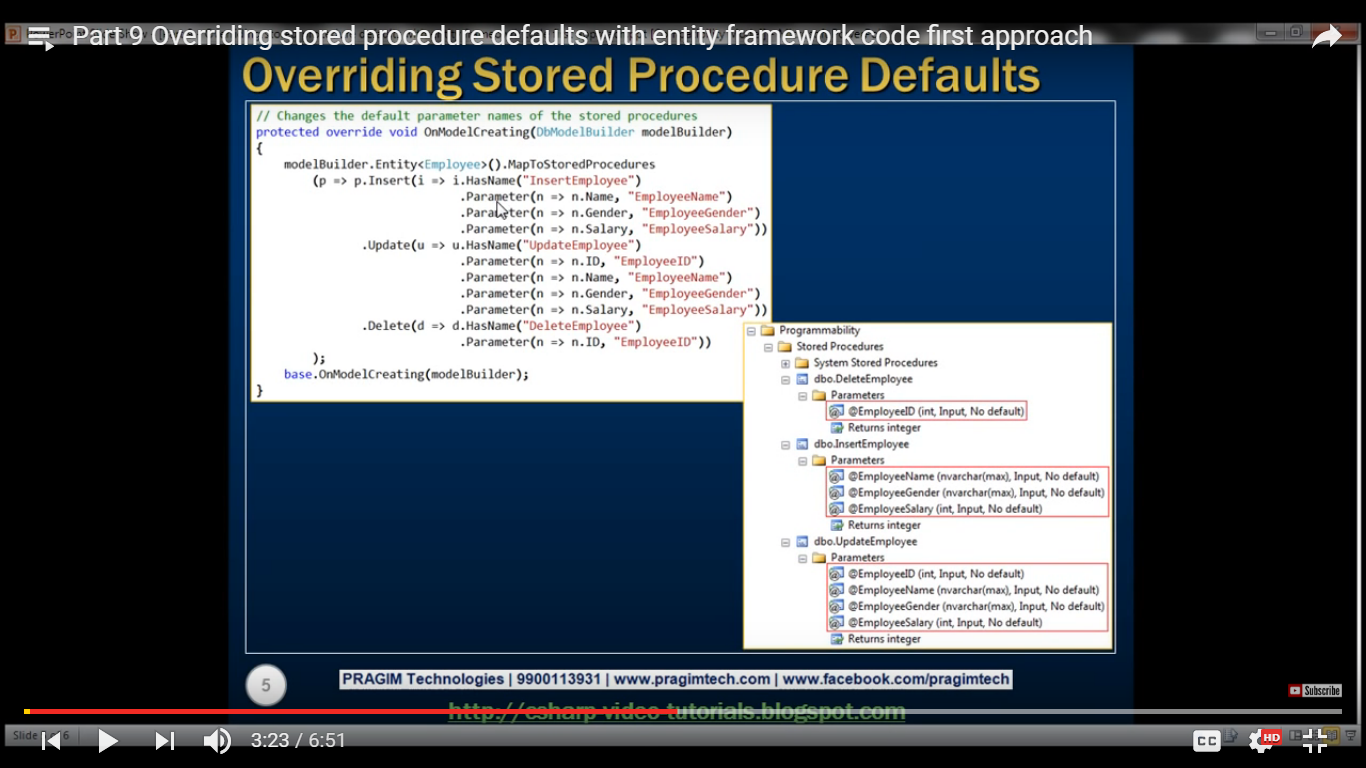 Part 9 Overriding stored procedure defaults with entity framework code first approach
Overriding Stored Procedure Defaults
// Changes the default parameter names of the stored procedures
protected override void OnModelCreating(DbModelBuilder modelBuilder)
{
modelBuilder.Entity<Employee>().MapToStoredProcedures
(p => p.Insert(i => i.HasName("InsertEmployee")
.Parameter(n => n.Name, "EmployeeName")
.Parameter(n => n.Gender, "EmployeeGender")
.Parameter(n => n.Salary, "EmployeeSalary"))
.Update(u => u.HasName("UpdateEmployee")
.Parameter(n => n.ID, "EmployeeID")
.Parameter(n => n.Name, "EmployeeName")
.Parameter(n => n.Gender, "EmployeeGender")
.Parameter(n => n.Salary, "EmployeeSalary"))
.Delete(d => d.HasName("DeleteEmployee")
.Parameter(n => n.ID, "EmployeeID"))
);
base.OnModelCreating(modelBuilder);
}
Programmability
Stored Procedures
System Stored Procedures
dbo.DeleteEmployee
Parameters
@EmployeeID (int, Input, No default)
Returns integer
dbo.InsertEmployee
Parameters
@EmployeeName (nvarchar(max), Input, No default)
@EmployeeGender (nvarchar(max), Input, No default)
@EmployeeSalary (int, Input, No default)
Returns integer
dbo.UpdateEmployee
Parameters
@EmployeeID (int, Input, No default)
@EmployeeName (nvarchar(max), Input, No default)
@EmployeeGender (nvarchar(max), Input, No default)
@EmployeeSalary (int, Input, No default)
Returns integer
5
PRAGIM Technologies | 9900113931 | www.pragimtech.com | www.facebook.com/pragimtech
Subscribe
http://csharp-video-tutorials.blogspot.com
Slide
6
3:23 / 6:51
CC
HD